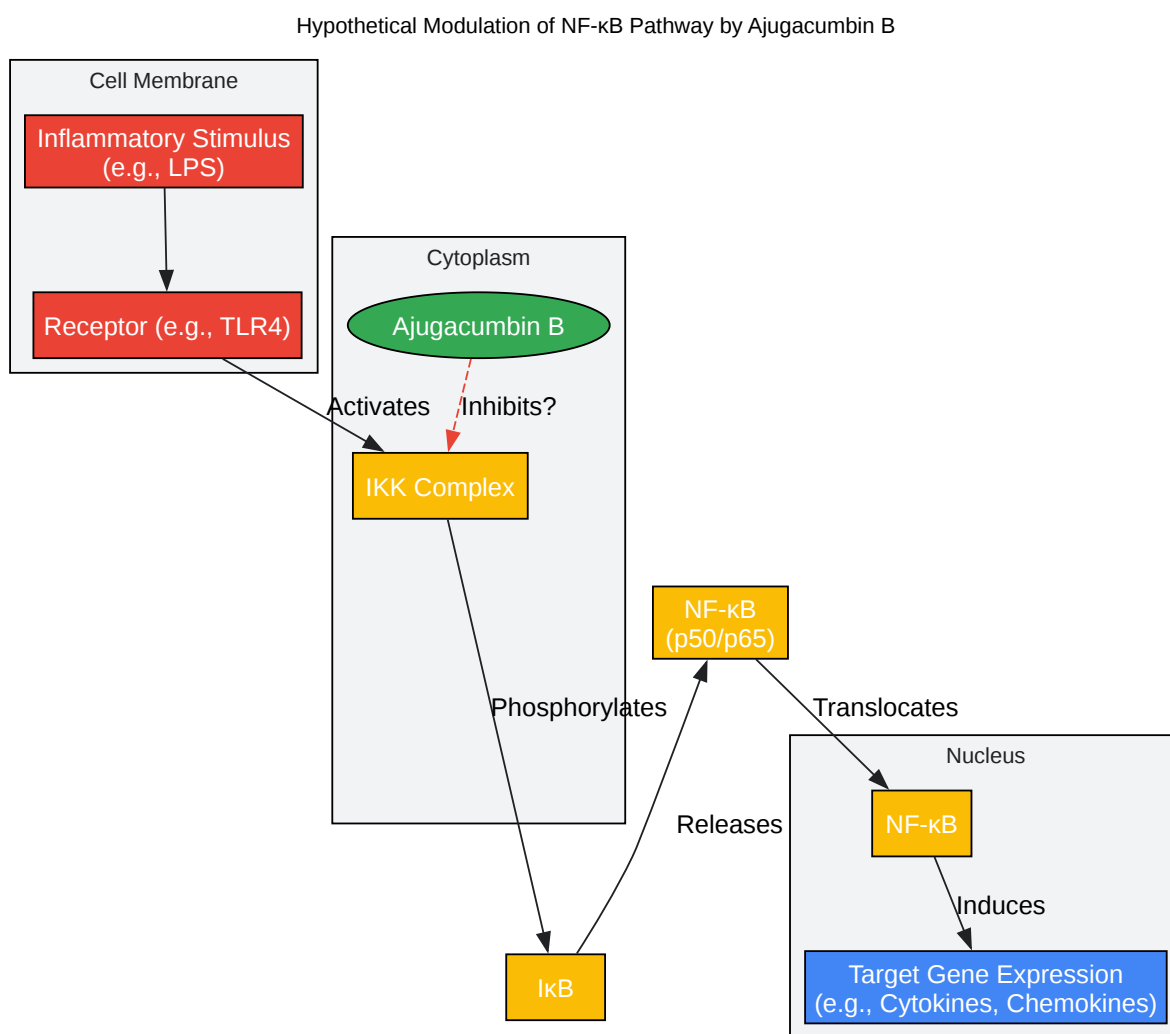 Hypothetical Modulation of NF-κB Pathway by Ajugacumbin B
Cell Membrane
Inflammatory Stimulus
(e.g., LPS)
Receptor (e.g., TLR4)
Cytoplasm
Ajugacumbin B
Activates
Inhibits?
IKK Complex
NF-κB
(p50/p65)
Phosphorylates
Translocates
Nucleus
Releases
NF-κB
Induces
IκB
Target Gene Expression
(e.g., Cytokines, Chemokines)